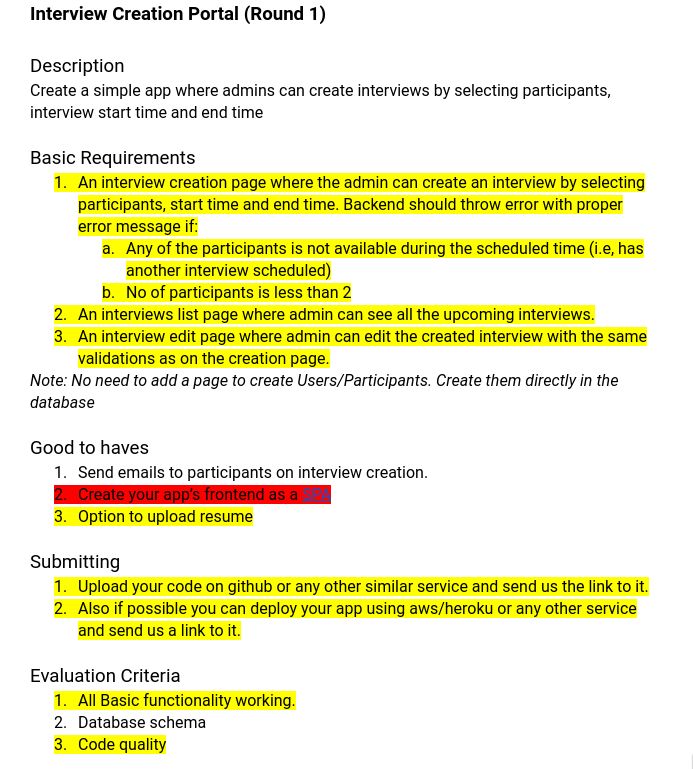 Interview Creation Portal (Round 1)
Description
Create a simple app where admins can create interviews by selecting participants,
interview start time and end time
Basic Requirements
1. An interview creation page where the admin can create an interview by selecting
participants, start time and end time. Backend should throw error with proper
error message if:
a. Any of the participants is not available during the scheduled time (i.e, has
another interview scheduled)
b. No of participants is less than 2
2. An interviews list page where admin can see all the upcoming interviews.
3. An interview edit page where admin can edit the created interview with the same
validations as on the creation page.
Note: No need to add a page to create Users/Participants. Create them directly in the
database
Good to haves
1. Send emails to participants on interview creation.
2. Create your app's frontend as a SPA
3. Option to upload resume
Submitting
1. Upload your code on github or any other similar service and send us the link to it.
2. Also if possible you can deploy your app using aws/heroku or any other service
and send us a link to it.
Evaluation Criteria
1. All Basic functionality working.
2. Database schema
3. Code quality